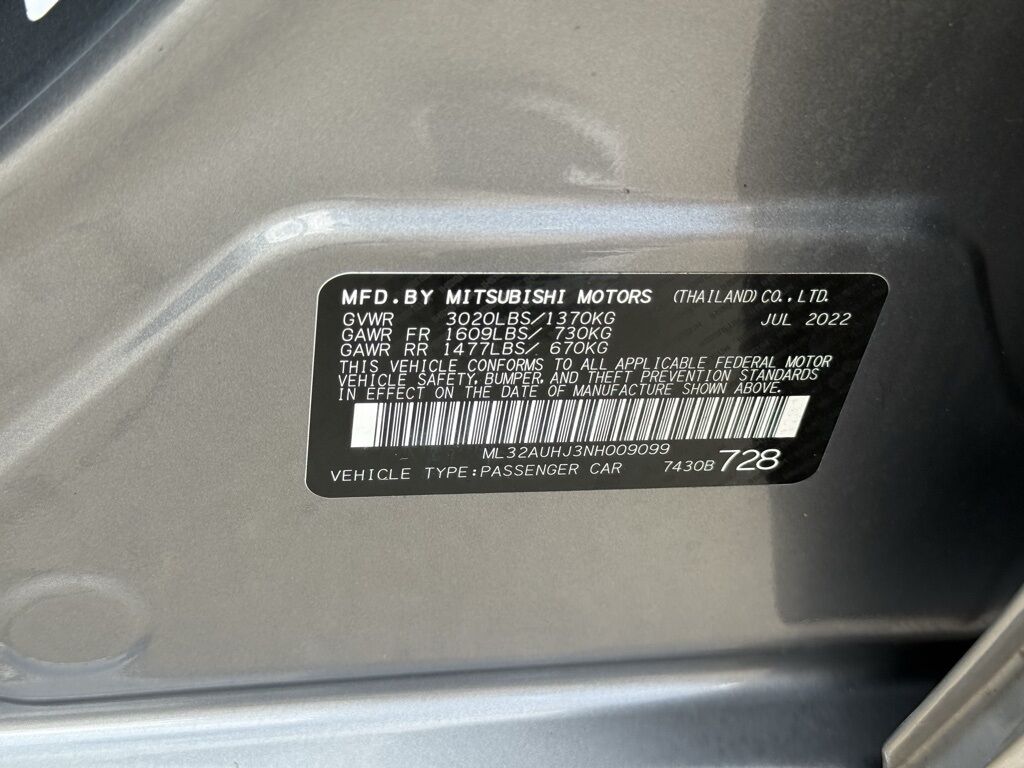 MFD.BY MITSUBISHI MOTORS (THAILAND)CO.,LTD.
GVWR 3020LBS/1370KG JUL 2022
GAWR FR 1609LBS/ 730KG
GAWR RR 1477LBS/ 670KG
THIS VEHICLE CONFORMS TO ALL APPLICABLE FEDERAL MOTOR
VEHICLE SAFETY, BUMPER, AND THEFT PREVENTION STANDARDS
IN EFFECT ON THE DATE OF MANUFACTURE SHOWN ABOVE.
ML32AUHJ3NH009099
VEHICLE TYPE:PASSENGER CAR 7430B 728